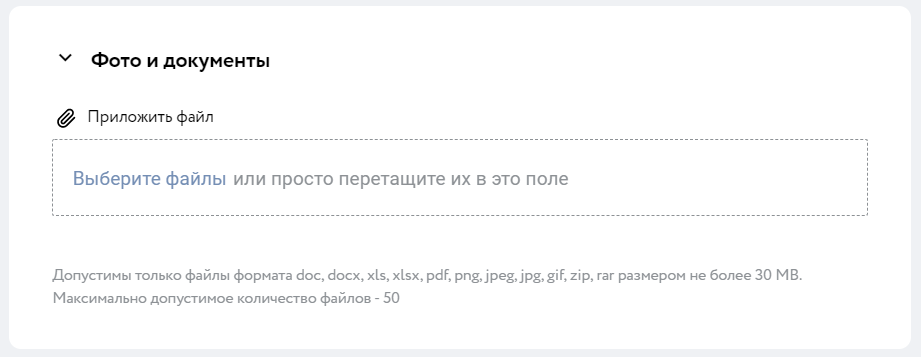 Фото и документы
Приложить файл
Выберите файлы или просто перетащите их в это поле
Допустимы только файлы формата doc, docx, xls, xlsx, pdf, png, jpeg, jpg, gif, zip, rar размером не более 30 MB.
Максимально допустимое количество файлов - 50